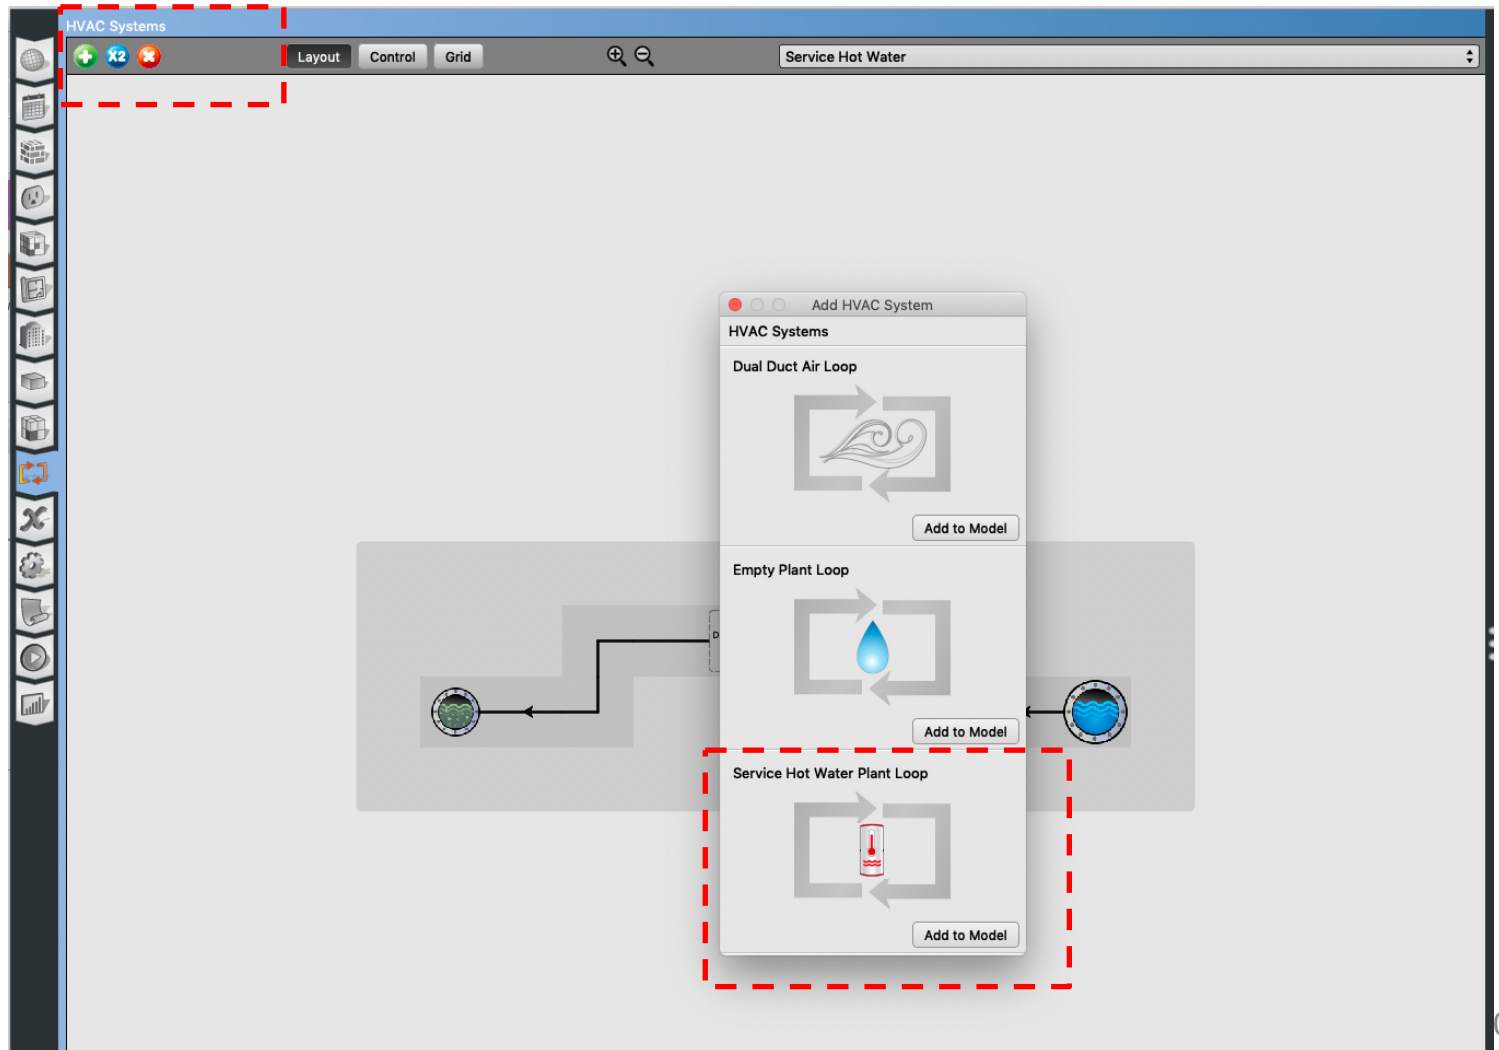 HVAC Systems
X2
Layout Control Grid Service Hot Water
Add HVAC System
HVAC Systems
Dual Duct Air Loop
Add to Model
Empty Plant Loop
D
Add to Model
Service Hot Water Plant Loop
Add to Model